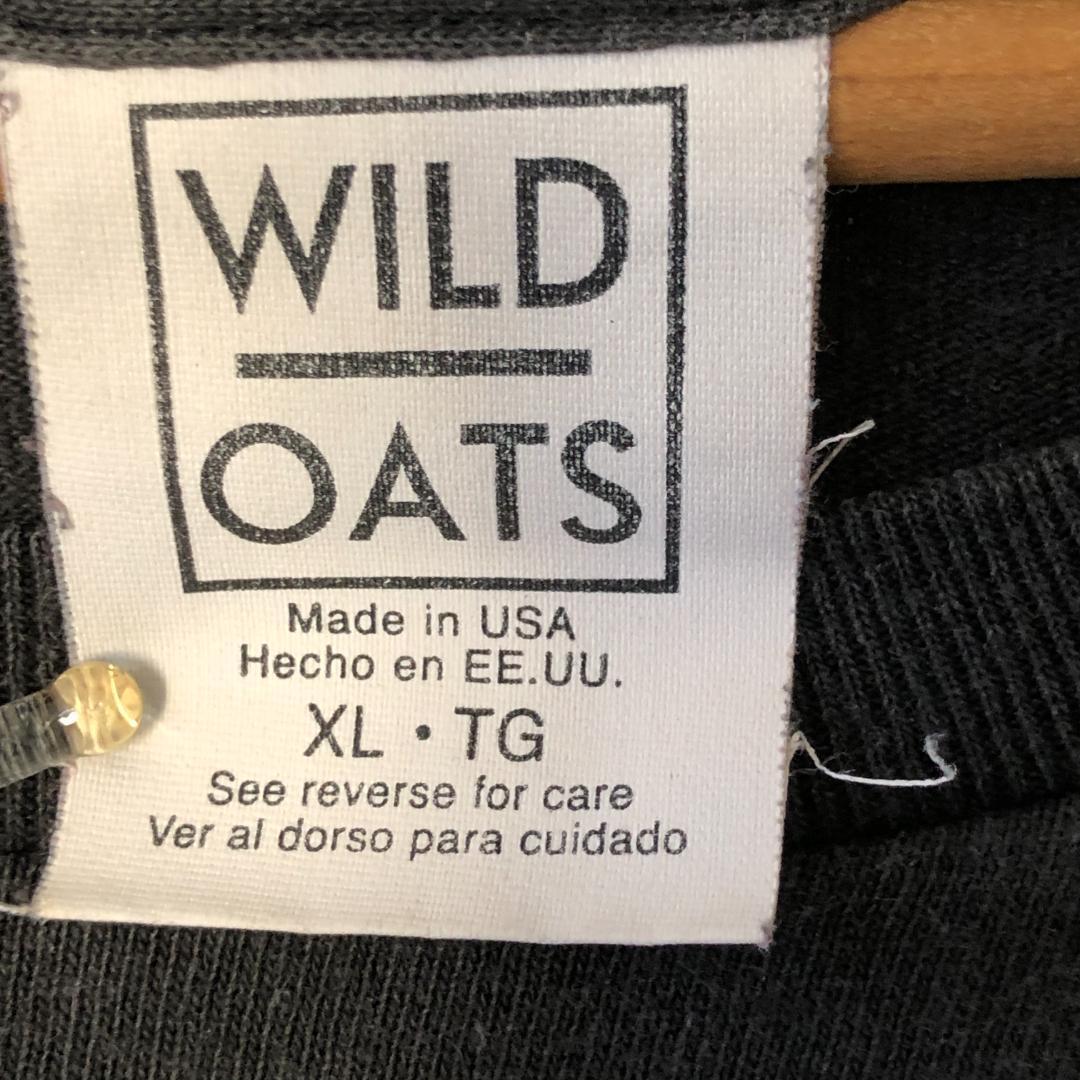 WILD
OATS
Made in USA
Hecho en EE.UU.
XL • TG
See reverse for care
Ver al dorso para cuidado